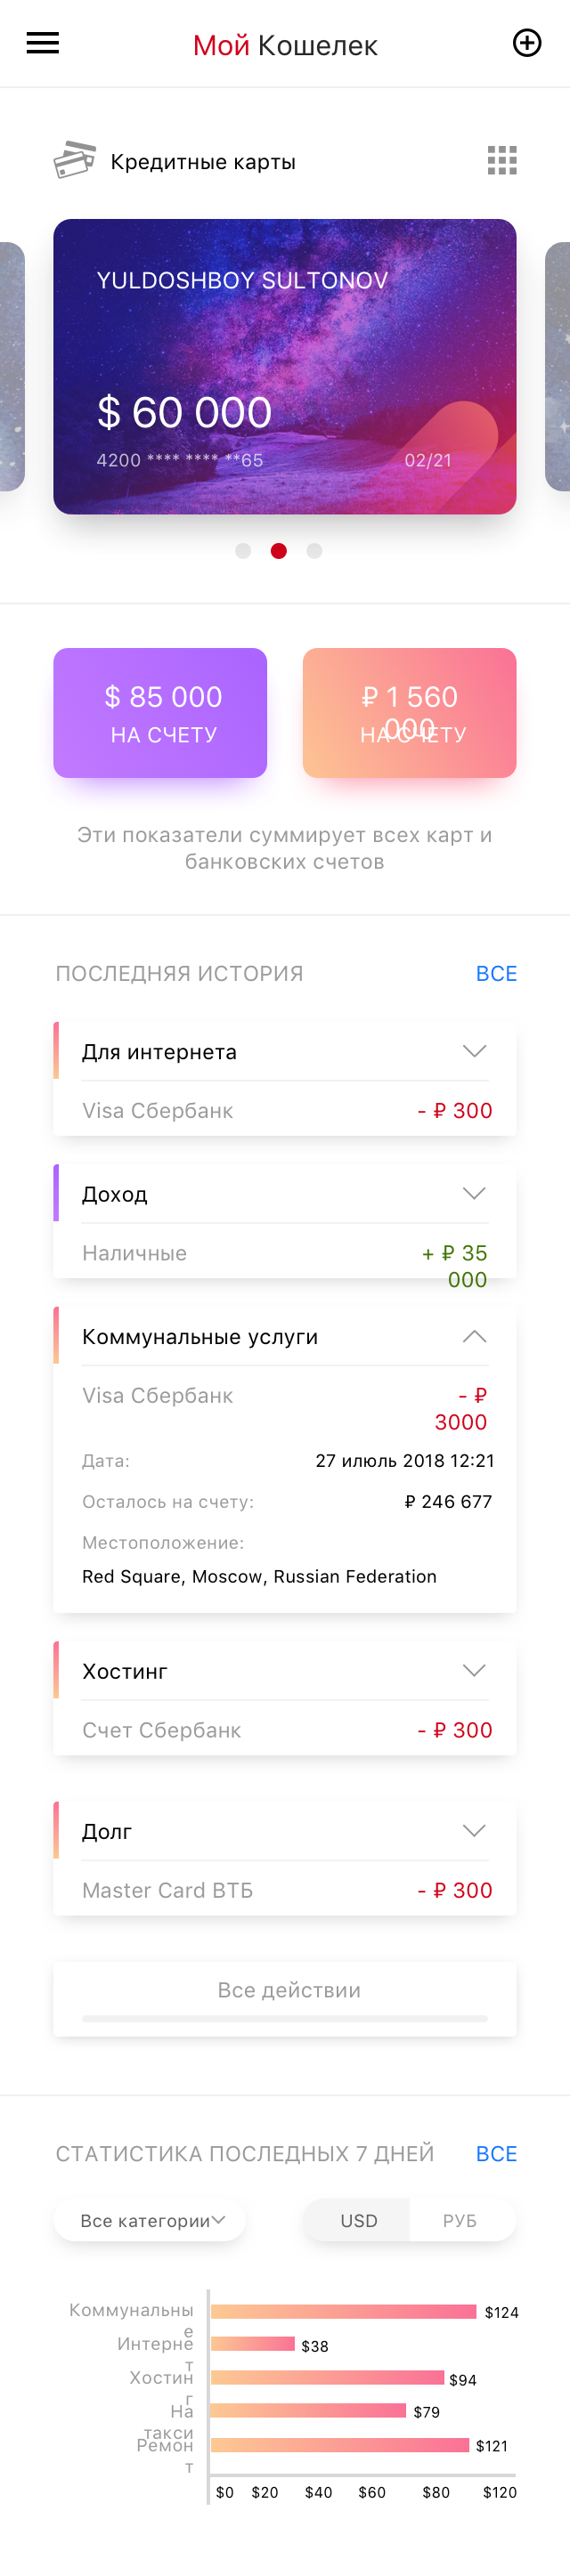 Мой Кошелек
Кредитные карты
YULDOSHBOY SULTONOV
$ 60 000
4200 **** **** **65 02/21
$ 85 000
НА СЧЕТУ
₽ 1 560
000
НА СЧЕТУ
Эти показатели суммирует всех карт и
банковских счетов
ПОСЛЕДНЯЯ ИСТОРИЯ ВСЕ
Для интернета
Visa Сбербанк - ₽ 300
Доход
Наличные + ₽ 35
000
Коммунальные услуги
Visa Сбербанк - ₽
3000
Дата: 27 июль 2018 12:21
Осталось на счету: ₽ 246 677
Местоположение:
Red Square, Moscow, Russian Federation
Хостинг
Счет Сбербанк - ₽ 300
Долг
Master Card ВТБ - ₽ 300
Все действии
СТАТИСТИКА ПОСЛЕДНЫХ 7 ДНЕЙ ВСЕ
Все категории USD РУБ
Коммунальны
е
$124
Интерне
т
$38
Хостин
г
$94
На
такси
$79
Ремон
т
$121
$0 $20 $40 $60 $80 $120